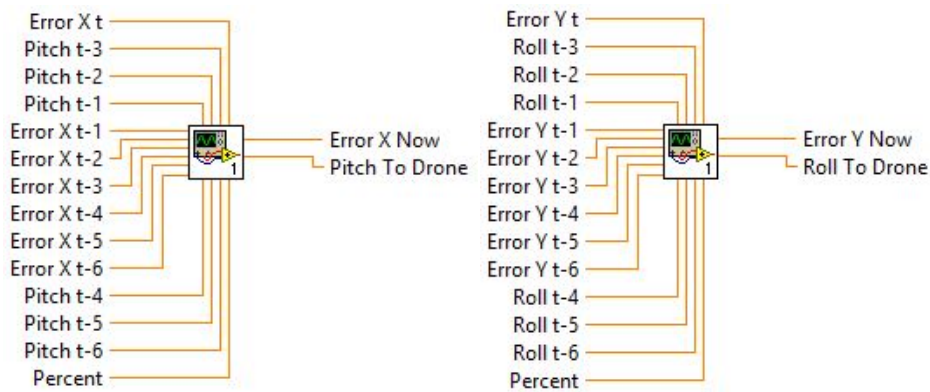 Error X t
Pitch t-3
Pitch t-2
Pitch t-1
Error X t-1
Error X t-2
Error X t-3
Error X t-4
Error X t-5
Error X t-6
Pitch t-4
Pitch t-5
Pitch t-6
Percent
1
Error X Now
Pitch To Drone
Error Y t
Roll t-3
Roll t-2
Roll t-1
Error Y t-1
Error Y t-2
Error Y t-3
Error Y t-4
Error Y t-5
Error Y t-6
Roll t-4
Roll t-5
Roll t-6
Percent
1
Error Y Now
Roll To Drone